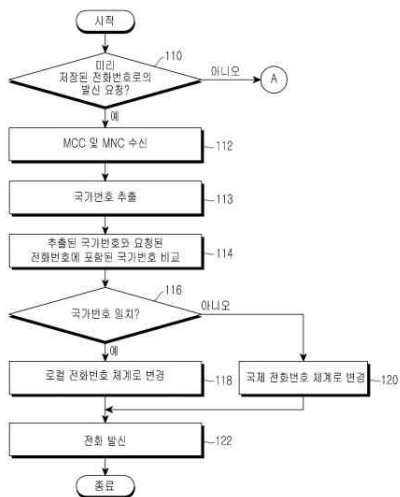 시작
110
미리
저장된 전화번호로의
발신 요청?
아니오
A
예
MCC 및 MNC 수신
112
국가번호 추출
113
추출된 국가번호와 요청된
전화번호에 포함된 국가번호 비교
114
116
국가번호 일치?
아니오
예
로컬 전화번호 체계로 변경
118
국제 전화번호 체계로 변경
120
전화 발신
122
종료